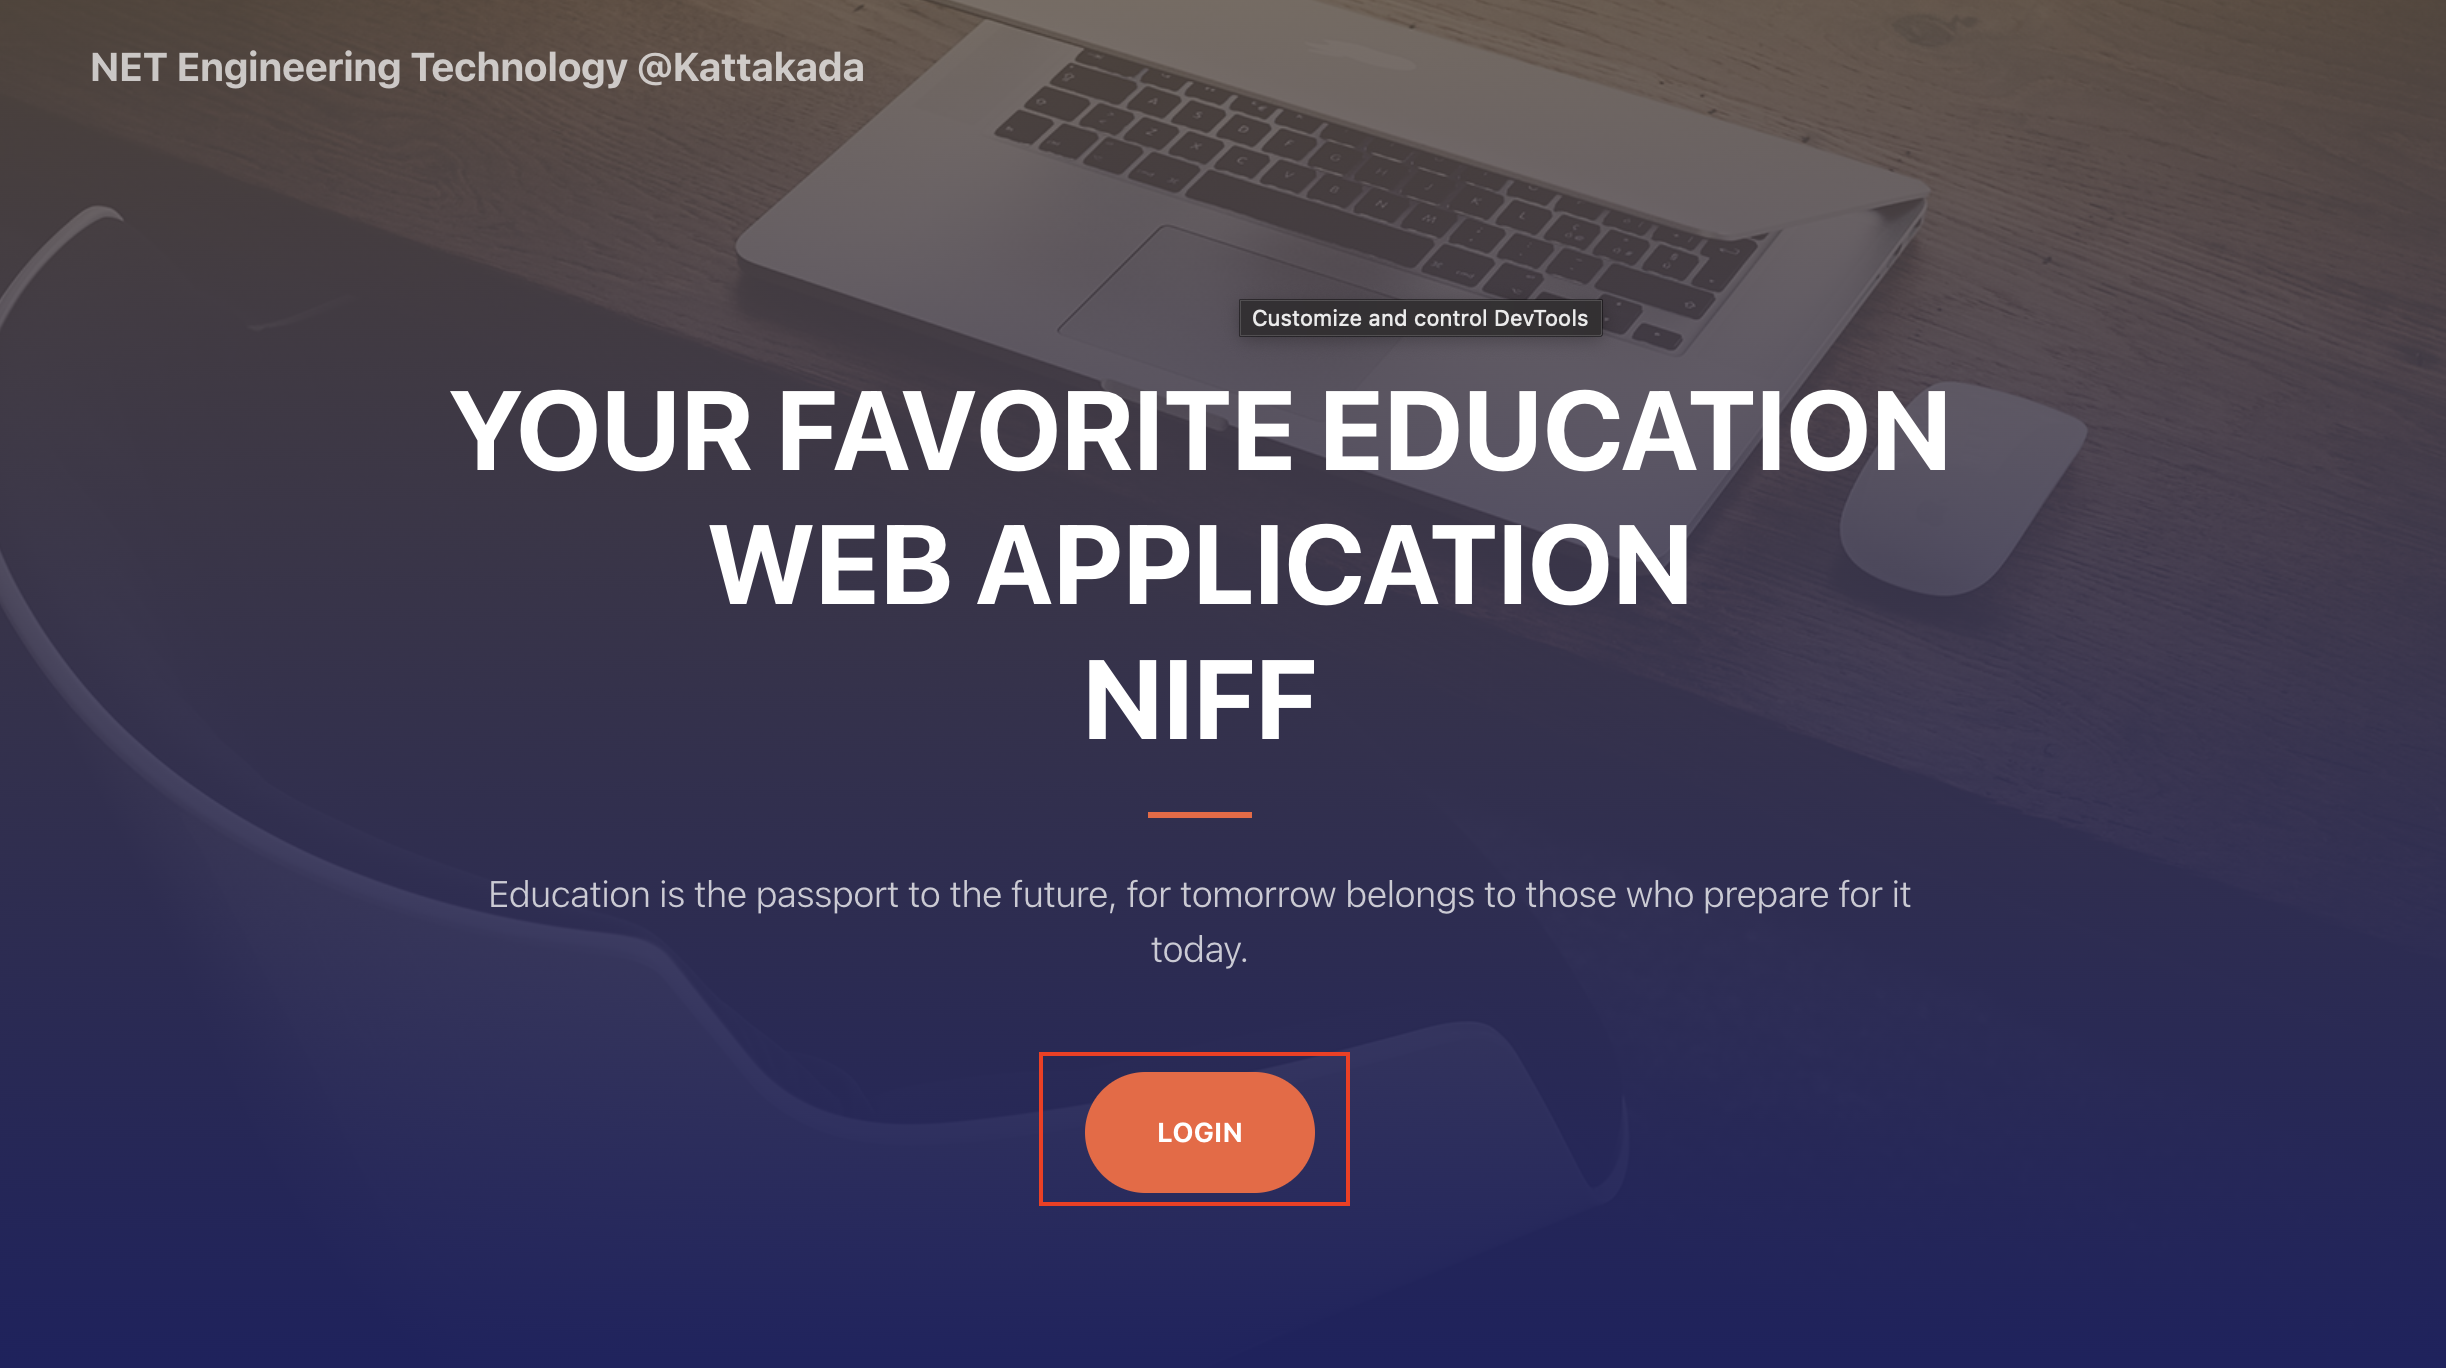 NET Engineering Technology @Kattakada
Customize and control DevTools
YOUR FAVORITE EDUCATION
WEB APPLICATION
NIFF
Education is the passport to the future, for tomorrow belongs to those who prepare for it
today.
LOGIN